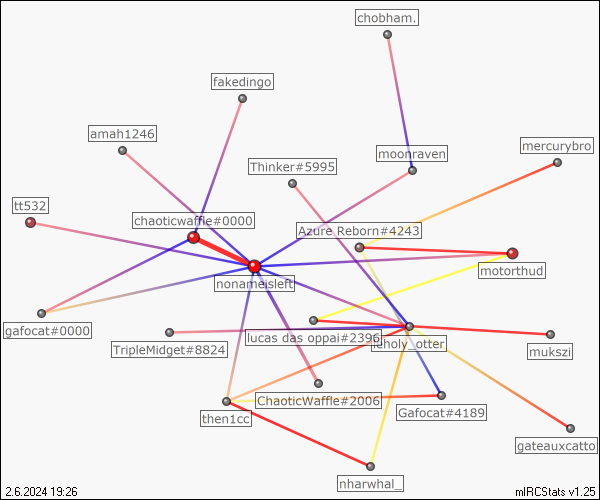 chobham.
fakedingo
amah1246
mercurybro
moonraven
Thinker#5995
tt532
chaoticwaffle#0000
Azure Reborn#4243
motorthud
nonameisleft
gafocat#0000
lucas das oppai#2396
TripleMidget#8824
mukszi
ChaoticWaffle#2006
Gafocat#4189
then1cc
gateauxcatto
nharwhal_
2.6.2024 19:26
mIRCStats v1.25